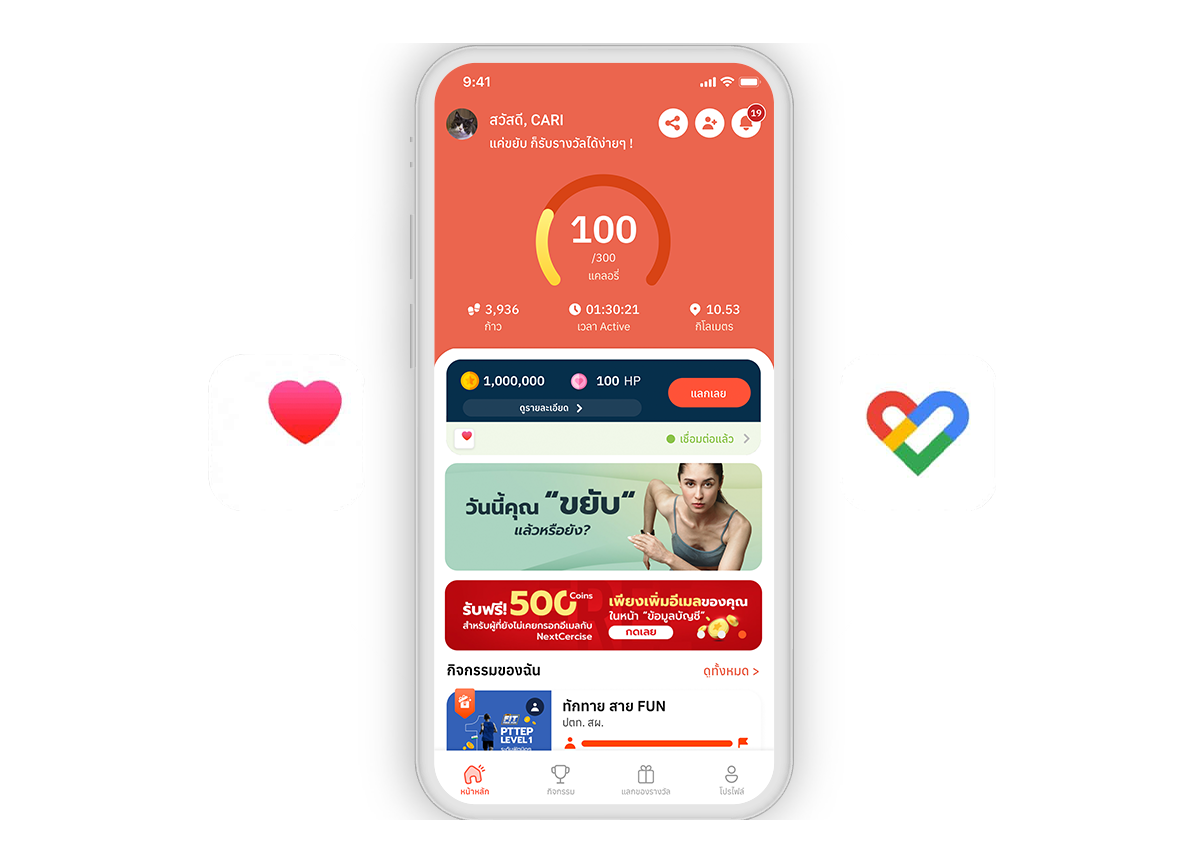 9:41
สวัสดี, CARI
แค่ขยับ ก็รับรางวัลได้ง่ายๆ !
19
100
/300
แคลอรี่
3,936
ก้าว
01:30:21
เวลา Active
10.53
กิโลเมตร
1,000,000
100 HP
แลกเลย
ดูรายละเอียด
เชื่อมต่อแล้ว
วันนี้คุณ "ขยับ"
แล้วหรือยัง?
รับฟรี! 500 Coins
สำหรับผู้ที่ยังไม่เคยกรอกอีเมลกับ
NextCercise
เพียงเพิ่มอีเมลของคุณ
ในหน้า "ข้อมูลบัญชี"
กดเลย
กิจกรรมของฉัน
ดูทั้งหมด >
FIT
PTTEP
LEVEL 1
ทักทาย สาย FUN
ปตท. สผ.
หน้าหลัก
กิจกรรม
แลกของรางวัล
โปรไฟล์